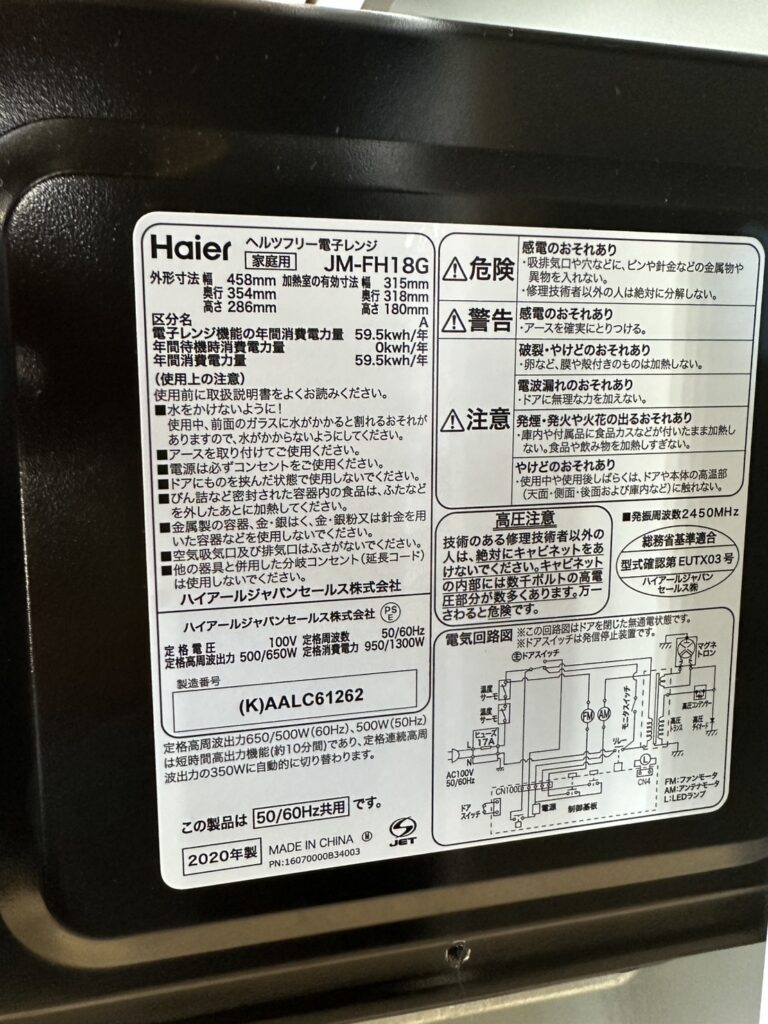 Haier ヘルツフリー電子レンジ
家庭用 JM-FH18G
外形寸法 幅 458mm 加熱室の有効寸法 幅 315mm
奥行 354mm 奥行 318mm
高さ 286mm 高さ 180mm
区分名 A
電子レンジ機能の年間消費電力量 59.5kwh/年
年間待機時消費電力量 0kwh/年
年間消費電力量 59.5kwh/年
(使用上の注意)
使用前に取扱説明書をよくお読みください。
■水をかけないように!
使用中、前面のガラスに水がかかると割れるおそれが
ありますので、水がかからないようにしてください。
■アースを取り付けてご使用ください。
■電源は必ずコンセントをご使用ください。
■ドアにものを挟んだ状態で使用しないでください。
■びん詰など密封された容器内の食品は、ふたなど
を外したあとに加熱してください。
■金属製の容器、金・銀はく、金・銀粉又は針金を用
いた容器などを使用しないでください。
■空気吸気口及び排気口はふさがないでください。
■他の器具と併用した分岐コンセント(延長コード)
は使用しないでください。
ハイアールジャパンセールス株式会社
ハイアールジャパンセールス株式会社 PSE
定格電圧 100V 定格周波数 50/60Hz
定格高周波出力 500/650W 定格消費電力 950/1300W
製造番号
(K)AALC61262
定格高周波出力650/500W(60Hz)、500W(50Hz)
は短時間高出力機能(約10分間)であり、定格連続高周
波出力の350Wに自動的に切り替わります。
この製品は 50/60Hz共用 です。
2020年製 MADE IN CHINA Ⓜ JET
PN:16070000B34003
⚠危険
感電のおそれあり
・吸排気口や穴などに、ピンや針金などの金属物や
異物を入れない。
・修理技術者以外の人は絶対に分解しない。
⚠警告
感電のおそれあり
・アースを確実にとりつける。
⚠注意
破裂・やけどのおそれあり
・卵など、膜や殻付きのものは加熱しない。
電波漏れのおそれあり
・ドアに無理な力を加えない。
発煙・発火や火花の出るおそれあり
・庫内や付属品に食品カスなどが付いたまま加熱し
ない。食品や飲み物を加熱しすぎない。
やけどのおそれあり
・使用中や使用後しばらくは、ドアや本体の高温部
(天面・側面・後面および庫内など)に触れない。
高圧注意
技術のある修理技術者以外の
人は、絶対にキャビネットをあ
けないでください。キャビネット
の内部には数千ボルトの高電
圧部分が数多くあります。万一
さわると危険です。
■発振周波数2450MHz
総務省基準適合
型式確認第EUTX03号
ハイアールジャパン
セールス㈱
電気回路図 ※この回路図はドアを閉じた無通電状態です。
※ドアスイッチは発信停止装置です。
㊤ドアスイッチ
マグネ
トロン
温度
サーモ
温度
サーモ
FM AM
モニタスイッチ
高圧コンデンサー
高圧
トランス
高圧
ダイオード
ヒューズ
17A
リレー
L
N
AC100V
50/60Hz
CN100
L
CN4
ドア
スイッチ
電源 制御基板
FM:ファンモータ
AM:アンテナモータ
L:LEDランプ